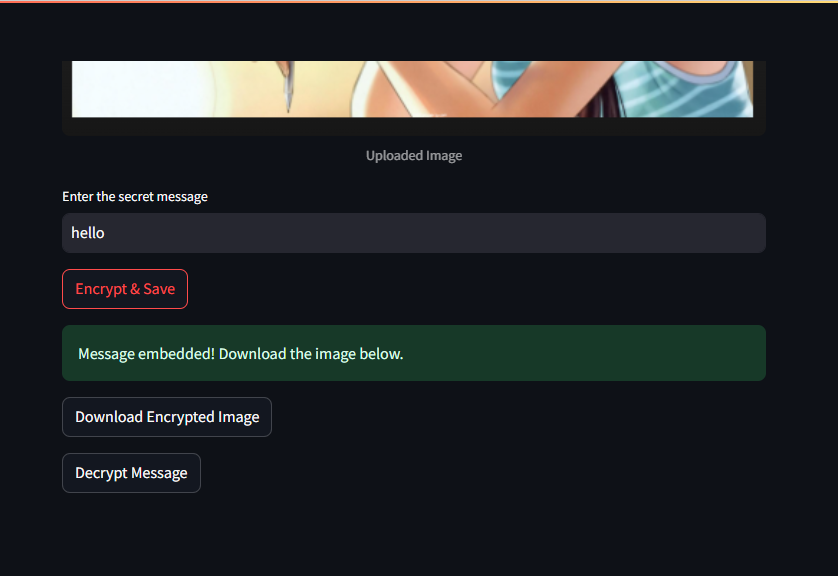 Uploaded Image
Enter the secret message
hello
Encrypt & Save
Message embedded! Download the image below.
Download Encrypted Image
Decrypt Message